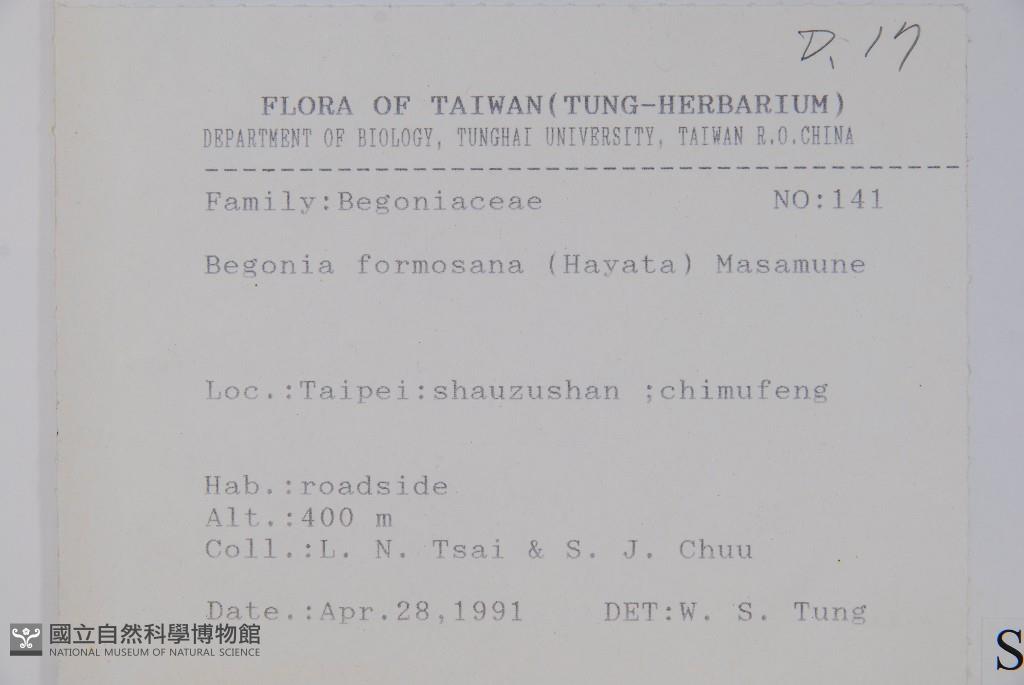 D. 17
FLORA OF TAIWAN(TUNG-HERBARIUM)
DEPARTMENT OF BIOLOGY, TUNGHAI UNIVERSITY, TAIWAN R.O.CHINA
Family:Begoniaceae NO:141
Begonia formosana (Hayata) Masamune
Loc.:Taipei:shauzushan ;chimufeng
Hab.:roadside
Alt.:400 m
Coll.:L. N. Tsai & S. J. Chuu
Date.:Apr.28,1991 DET:W. S. Tung
國立自然科學博物館
NATIONAL MUSEUM OF NATURAL SCIENCE
S